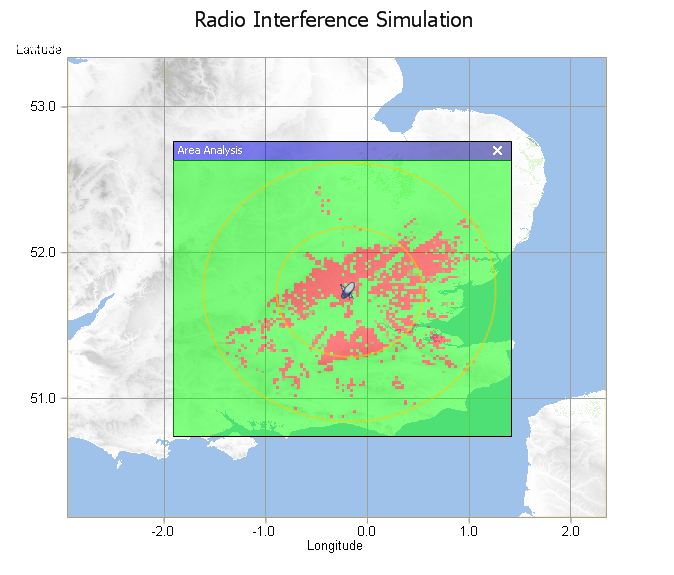 Radio Interference Simulation
Latitude
53.0
Area Analysis
52.0
51.0
-2.0 -1.0 0.0 1.0 2.0
Longitude